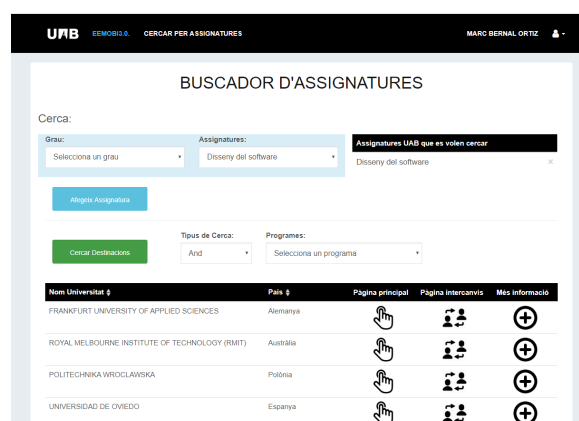 UAB EEMOBI3.0. CERCAR PER ASSIGNATURES MARC BERNAL ORTIZ
BUSCADOR D'ASSIGNATURES
Cerca:
Grau: Assignatures:
Selecciona un grau Disseny del software
Assignatures UAB que es volen cercar
Disseny del software ×
Afegeix Assignatura
Tipus de Cerca: Programes:
Cercar Destinacions And Selecciona un programa
Nom Universitat País Pàgina principal Pàgina intercanvis Més informació
FRANKFURT UNIVERSITY OF APPLIED SCIENCES Alemanya
ROYAL MELBOURNE INSTITUTE OF TECHNOLOGY (RMIT) Austràlia
POLITECHNIKA WROCLAWSKA Polònia
UNIVERSIDAD DE OVIEDO Espanya